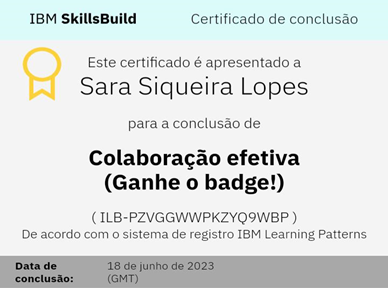 IBM SkillsBuild Certificado de conclusão
Este certificado é apresentado a
Sara Siqueira Lopes
para a conclusão de
Colaboração efetiva
(Ganhe o badge!)
( ILB-PZVGGWWPKZYQ9WBP )
De acordo com o sistema de registro IBM Learning Patterns
Data de 18 de junho de 2023
conclusão: (GMT)